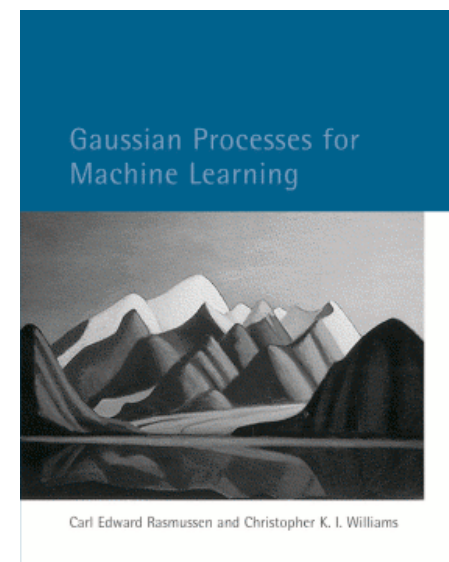 Gaussian Processes for
Machine Learning
Carl Edward Rasmussen and Christopher K. I. Williams